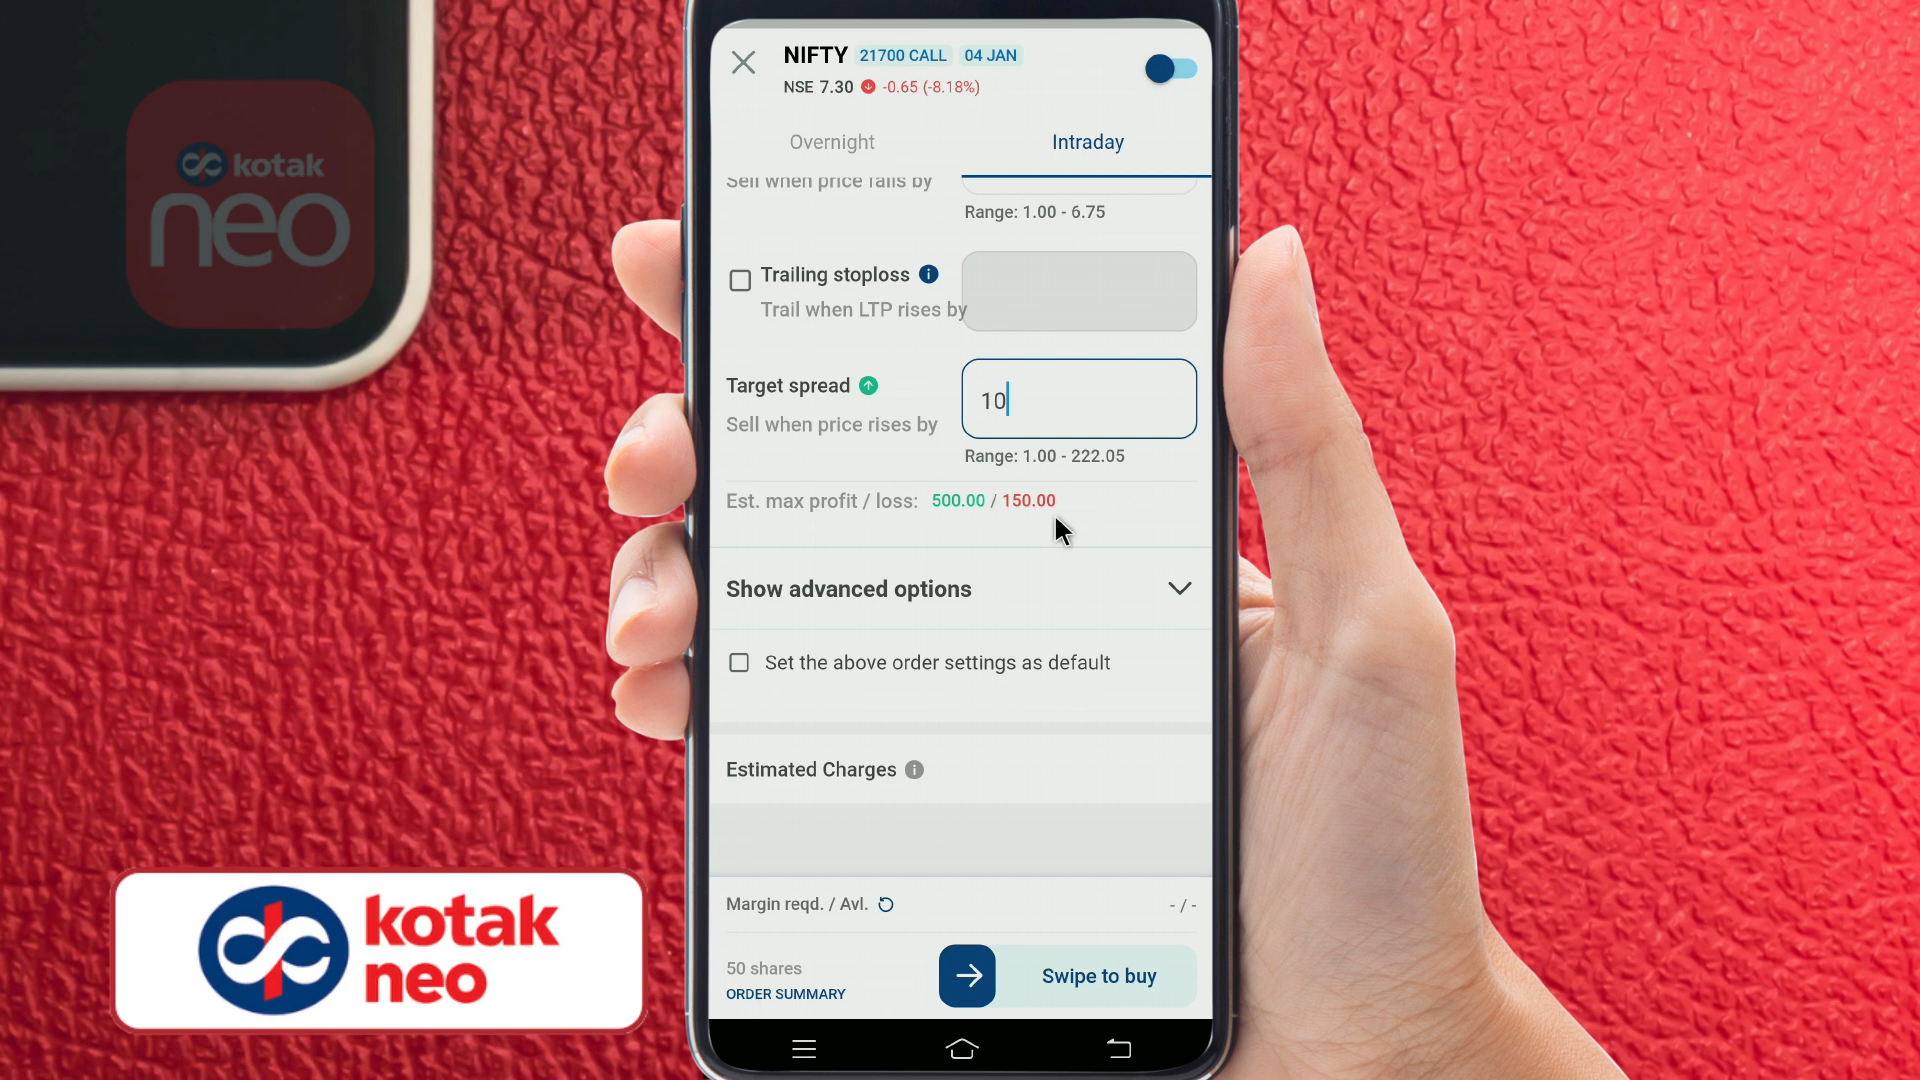 kotak
neo
NIFTY 21700 CALL 04 JAN
NSE 7.30 -0.65 (-8.18%)
Overnight Intraday
Sell when price falls by
Range: 1.00 - 6.75
Trailing stoploss
Trail when LTP rises by
Target spread
10
Sell when price rises by
Range: 1.00 - 222.05
Est. max profit / loss: 500.00 / 150.00
Show advanced options
Set the above order settings as default
Estimated Charges
Margin reqd. / Avl. - / -
50 shares
ORDER SUMMARY
Swipe to buy
kotak
neo